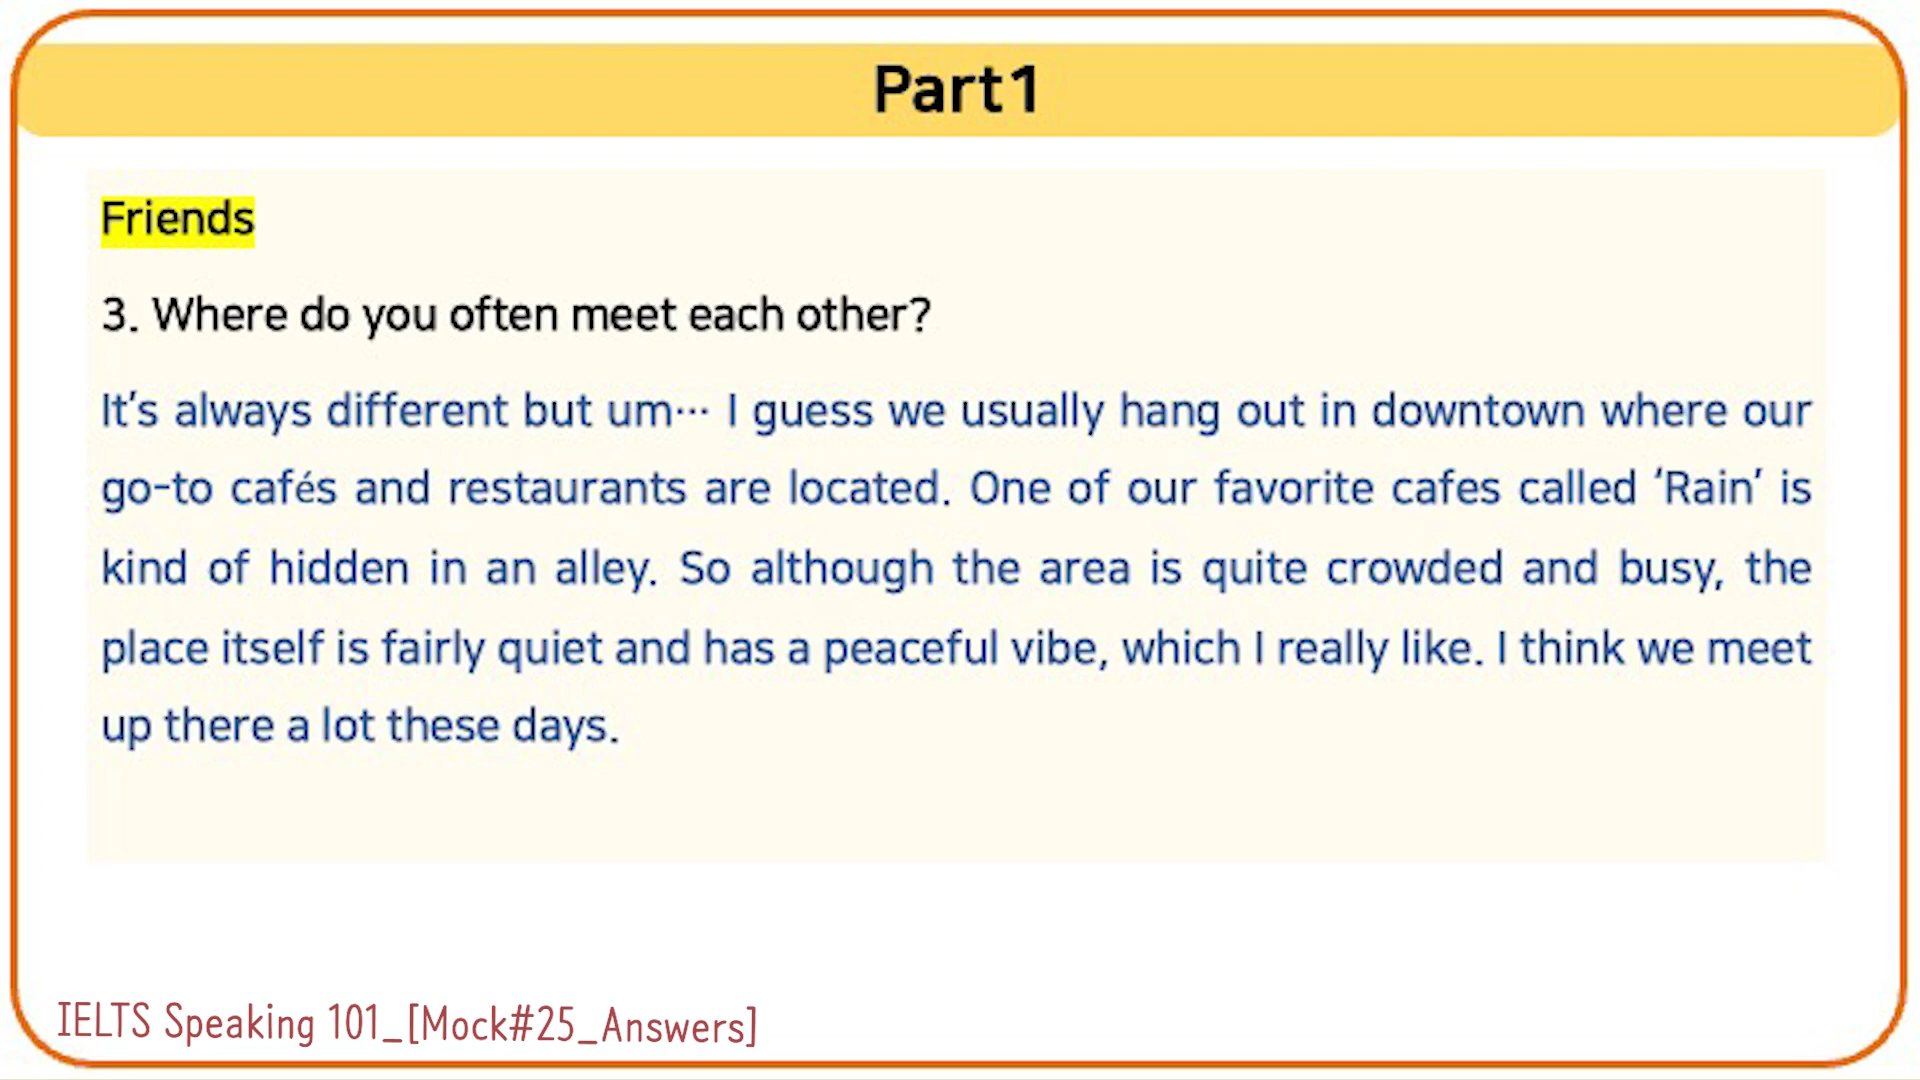 Part1
Friends
3. Where do you often meet each other?
It's always different but um… I guess we usually hang out in downtown where our
go-to cafés and restaurants are located. One of our favorite cafes called ‘Rain’ is
kind of hidden in an alley. So although the area is quite crowded and busy, the
place itself is fairly quiet and has a peaceful vibe, which I really like. I think we meet
up there a lot these days.
IELTS Speaking 101_[Mock#25_Answers]